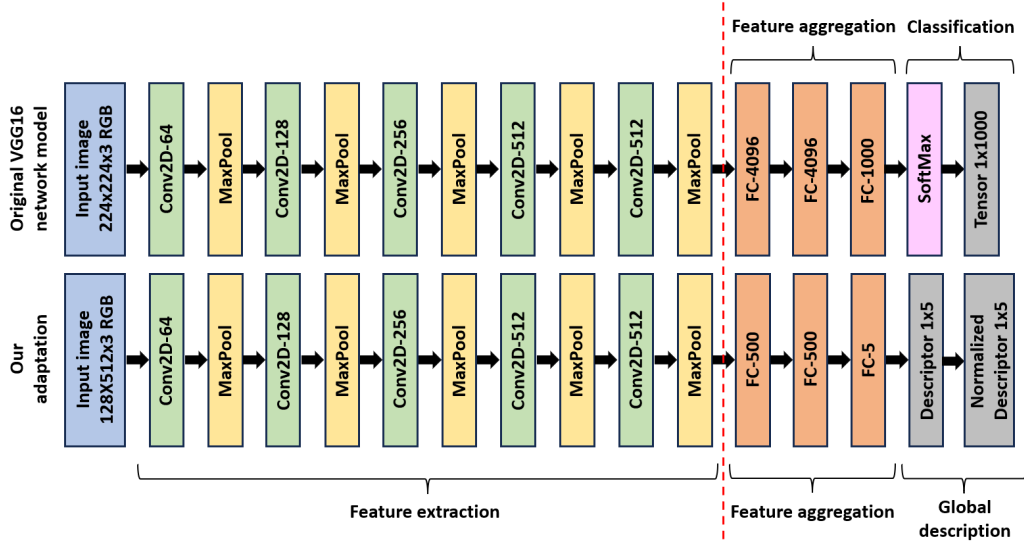 Feature aggregation
Classification
Original VGG16
network model
Input image
224x224x3 RGB
Conv2D-64
MaxPool
Conv2D-128
MaxPool
Conv2D-256
MaxPool
Conv2D-512
MaxPool
Conv2D-512
MaxPool
FC-4096
FC-4096
FC-1000
SoftMax
Tensor 1x1000
Our
adaptation
Input image
128X512x3 RGB
Conv2D-64
MaxPool
Conv2D-128
MaxPool
Conv2D-256
MaxPool
Conv2D-512
MaxPool
Conv2D-512
MaxPool
FC-500
FC-500
FC-5
Descriptor 1x5
Normalized
Descriptor 1x5
Feature extraction
Feature aggregation
Global
description